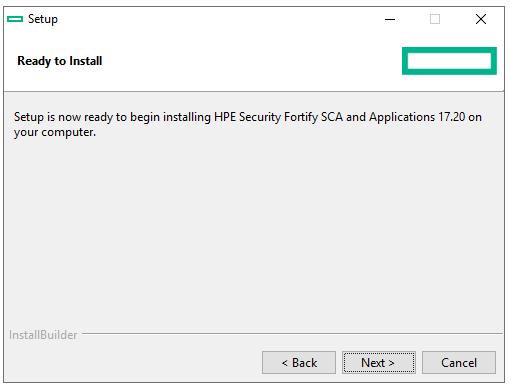 Setup
Ready to Install
Setup is now ready to begin installing HPE Security Fortify SCA and Applications 17.20 on
your computer.
InstallBuilder
< Back
Next >
Cancel